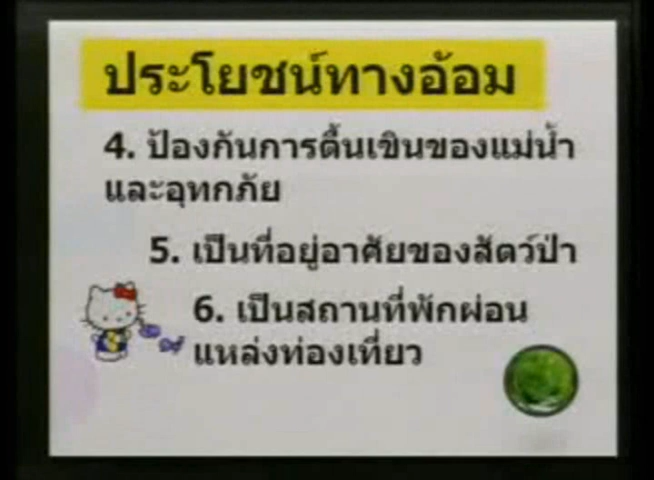 ประโยชน์ทางอ้อม
4. ป้องกันการตื้นเขินของแม่น้ำ
และอุทกภัย
5. เป็นที่อยู่อาศัยของสัตว์ป่า
6. เป็นสถานที่พักผ่อน
แหล่งท่องเที่ยว